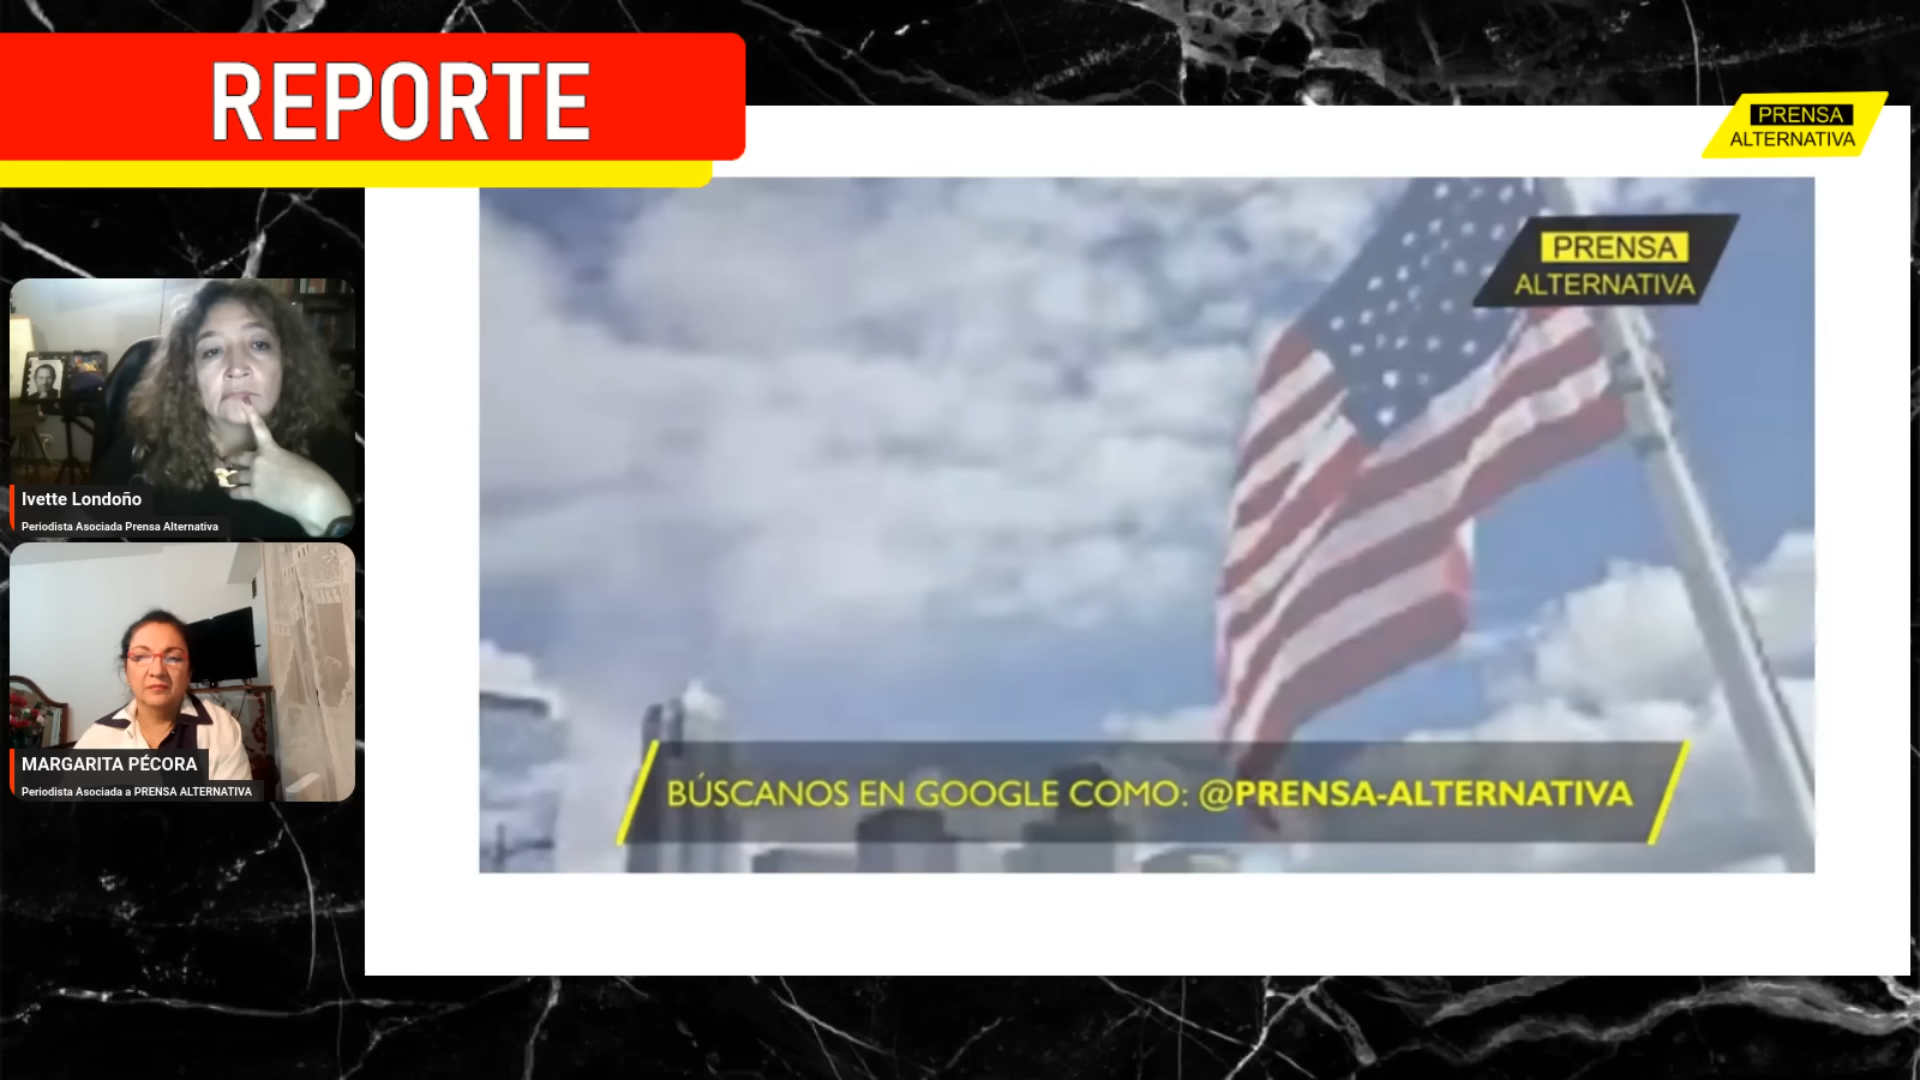 REPORTE
PRENSA
ALTERNATIVA
PRENSA
ALTERNATIVA
Ivette Londoño
Periodista Asociada Prensa Alternativa
MARGARITA PÉCORA
Periodista Asociada a PRENSA ALTERNATIVA
BÚSCANOS EN GOOGLE COMO: @PRENSA-ALTERNATIVA